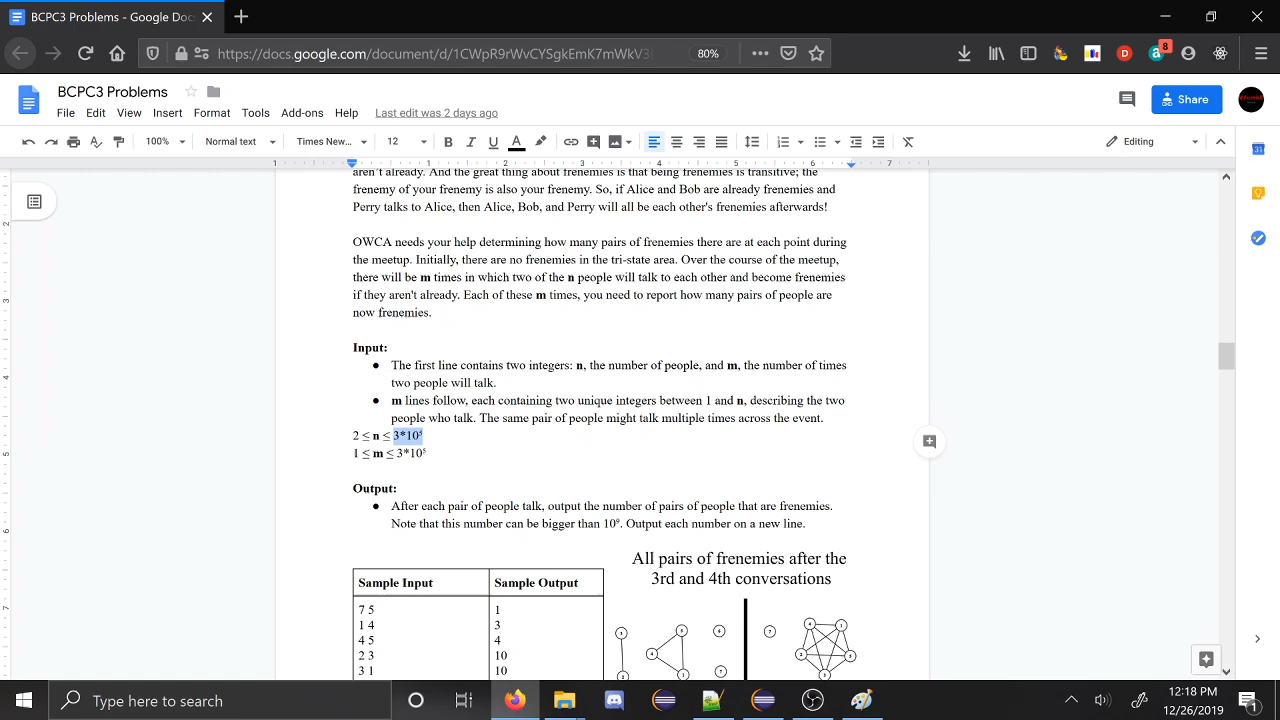 BCPC3 Problems - Google Doc
https://docs.google.com/document/d/1QWpR9rWvCYSgkEmK7mWkV3
80%
8
BCPC3 Problems
File Edit View Insert Format Tools Add-ons Help Last edit was 2 days ago
Share
100% Normal text Times New... 12 Editing
1 1 2 3 4 5 6 7
aren't already. And the great thing about frenemies is that being frenemies is transitive; the
frenemy of your frenemy is also your frenemy. So, if Alice and Bob are already frenemies and
Perry talks to Alice, then Alice, Bob, and Perry will all be each other's frenemies afterwards!
OWCA needs your help determining how many pairs of frenemies there are at each point during
the meetup. Initially, there are no frenemies in the tri-state area. Over the course of the meetup,
there will be m times in which two of the n people will talk to each other and become frenemies
if they aren't already. Each of these m times, you need to report how many pairs of people are
now frenemies.
Input:
● The first line contains two integers: n, the number of people, and m, the number of times
two people will talk.
● m lines follow, each containing two unique integers between 1 and n, describing the two
people who talk. The same pair of people might talk multiple times across the event.
2 ≤ n ≤ 3*10⁵
1 ≤ m ≤ 3*10⁵
Output:
● After each pair of people talk, output the number of pairs of people that are frenemies.
Note that this number can be bigger than 10⁹. Output each number on a new line.
All pairs of frenemies after the
3rd and 4th conversations
Sample Input Sample Output
7 5 1
1 4 3
4 5 4
2 3 10
3 1 10
Type here to search
12:18 PM
12/26/2019
1